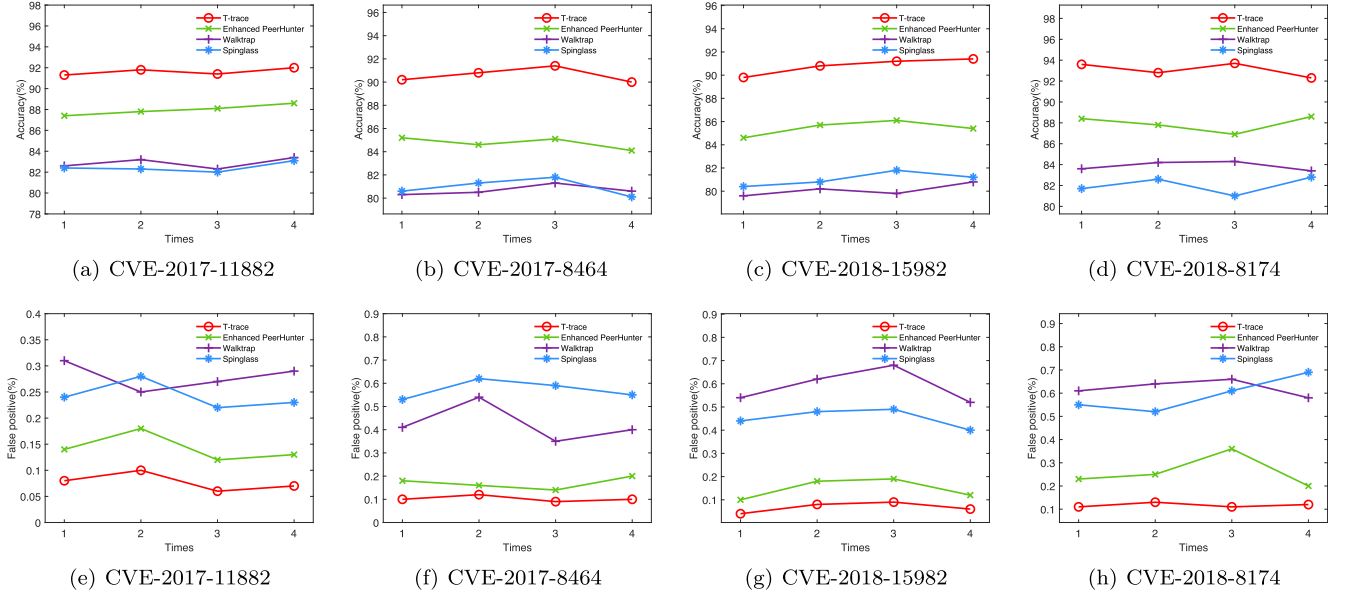 98
96
94
92
90
88
86
84
82
80
78
Accuracy(%)
T-trace
Enhanced PeerHunter
Walktrap
Spinglass
1 2 3 4
Times
(a) CVE-2017-11882
96
94
92
90
88
86
84
82
80
Accuracy(%)
T-trace
Enhanced PeerHunter
Walktrap
Spinglass
1 2 3 4
Times
(b) CVE-2017-8464
96
94
92
90
88
86
84
82
80
Accuracy(%)
T-trace
Enhanced PeerHunter
Walktrap
Spinglass
1 2 3 4
Times
(c) CVE-2018-15982
98
96
94
92
90
88
86
84
82
80
Accuracy(%)
T-trace
Enhanced PeerHunter
Walktrap
Spinglass
1 2 3 4
Times
(d) CVE-2018-8174
0.4
0.35
0.3
0.25
0.2
0.15
0.1
0.05
0
False positive(%)
T-trace
Enhanced PeerHunter
Walktrap
Spinglass
1 2 3 4
Times
(e) CVE-2017-11882
0.9
0.8
0.7
0.6
0.5
0.4
0.3
0.2
0.1
0
False positive(%)
T-trace
Enhanced PeerHunter
Walktrap
Spinglass
1 2 3 4
Times
(f) CVE-2017-8464
0.9
0.8
0.7
0.6
0.5
0.4
0.3
0.2
0.1
False positive(%)
T-trace
Enhanced PeerHunter
Walktrap
Spinglass
1 2 3 4
Times
(g) CVE-2018-15982
0.9
0.8
0.7
0.6
0.5
0.4
0.3
0.2
0.1
False positive(%)
T-trace
Enhanced PeerHunter
Walktrap
Spinglass
1 2 3 4
Times
(h) CVE-2018-8174